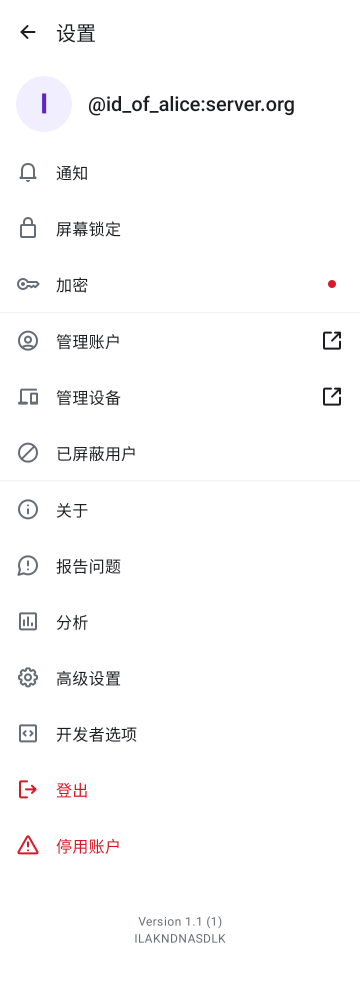 设置
I
@id_of_alice:server.org
通知
屏幕锁定
加密
管理账户
管理设备
已屏蔽用户
关于
报告问题
分析
高级设置
开发者选项
登出
停用账户
Version 1.1 (1)
ILAKNDNASDLK